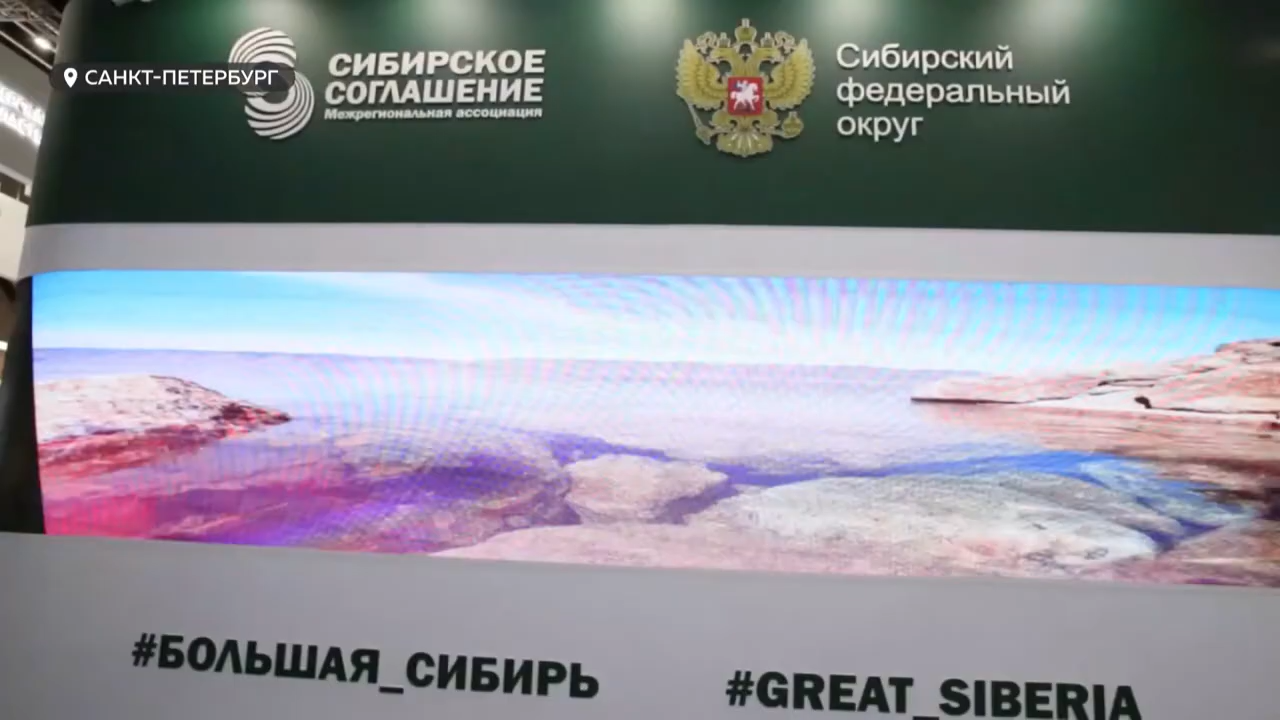 САНКТ-ПЕТЕРБУРГ
СИБИРСКОЕ
СОГЛАШЕНИЕ
Межрегиональная ассоциация
Сибирский
федеральный
округ
#БОЛЬШАЯ_СИБИРЬ
#GREAT_SIBERIA